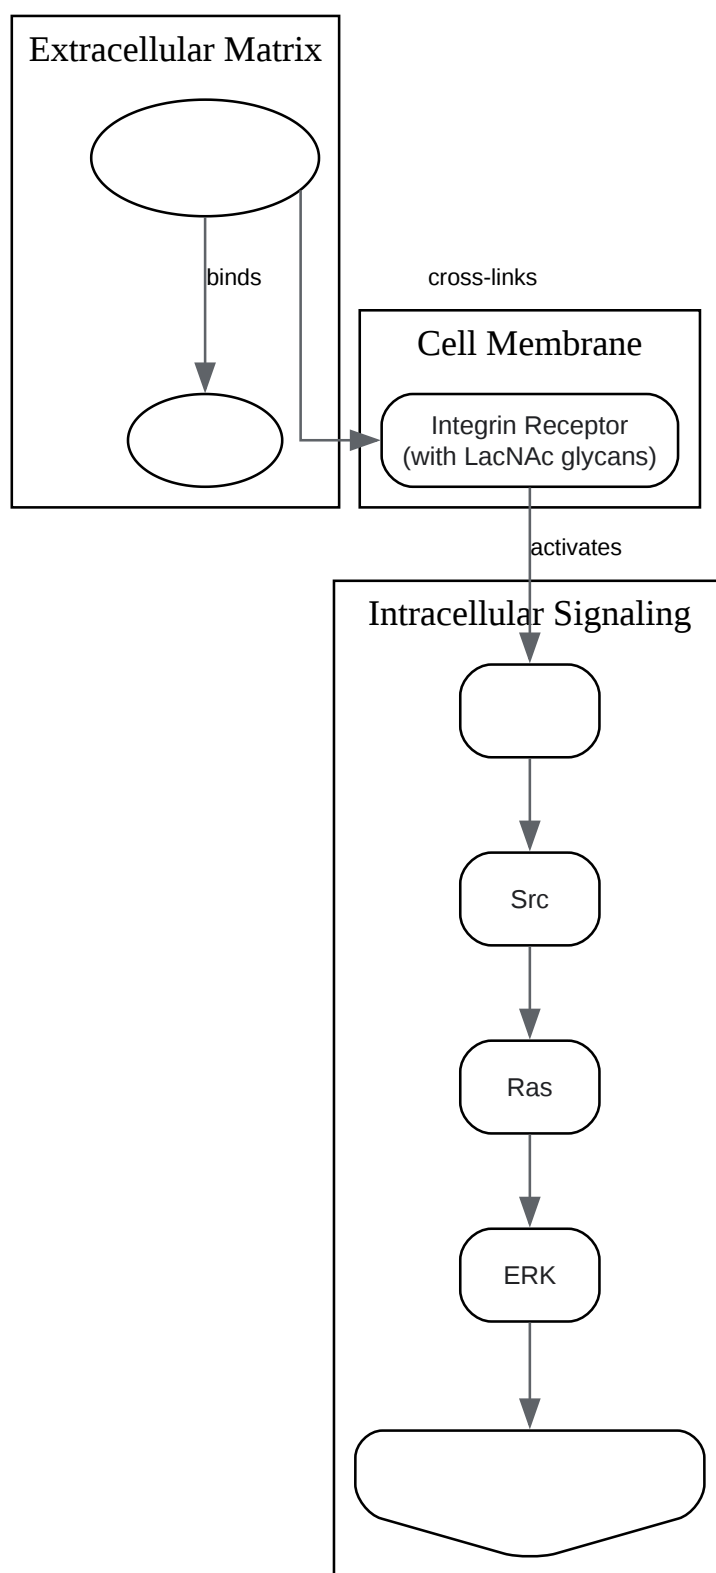 Extracellular Matrix
binds
cross-links
Cell Membrane
Integrin Receptor
(with LacNAc glycans)
activates
Intracellular Signaling
Src
Ras
ERK